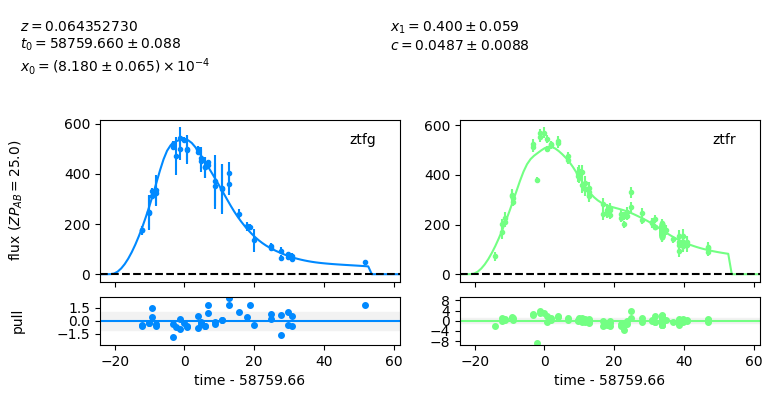 z = 0.064352730
t₀ = 58759.660 ± 0.088
x₀ = (8.180 ± 0.065) × 10⁻⁴
x₁ = 0.400 ± 0.059
c = 0.0487 ± 0.0088
flux (ZP_AB = 25.0)
600
400
200
0
ztfg
600
400
200
0
ztfr
pull
1.5
0.0
−1.5
−20
0
20
40
60
time - 58759.66
8
4
0
−4
−8
−20
0
20
40
60
time - 58759.66